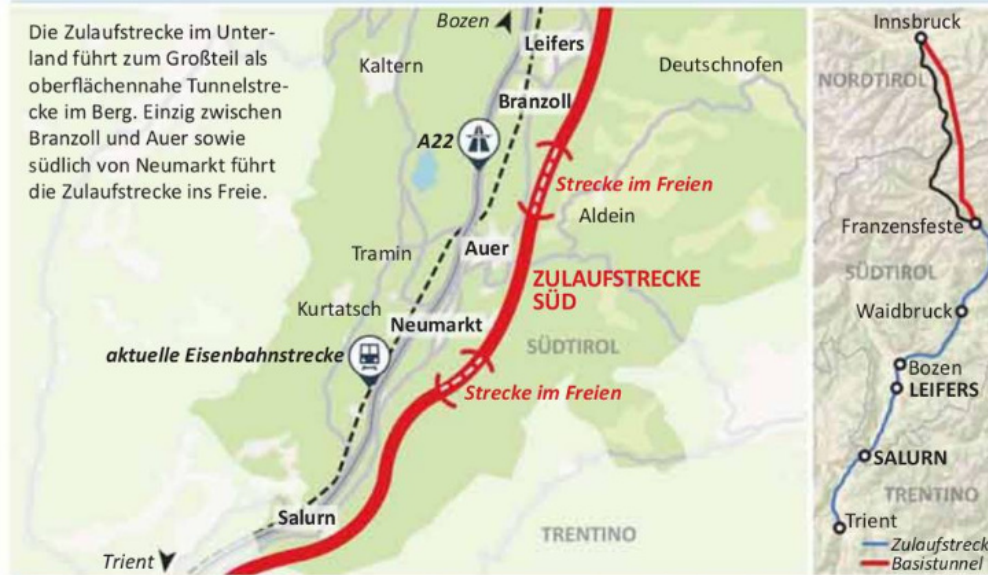 Die Zulaufstrecke im Unter-
land führt zum Großteil als
oberflächennahe Tunnelstre-
cke im Berg. Einzig zwischen
Branzoll und Auer sowie
südlich von Neumarkt führt
die Zulaufstrecke ins Freie.
Bozen
Leifers
Kaltern
Deutschnofen
Branzoll
A22
Strecke im Freien
Aldein
Tramin
Auer
ZULAUFSTRECKE
SÜD
Kurtatsch
Neumarkt
SÜDTIROL
aktuelle Eisenbahnstrecke
Strecke im Freien
Salurn
TRENTINO
Trient
Innsbruck
NORDTIROL
Franzensfeste
SÜDTIROL
Waidbruck
Bozen
LEIFERS
SALURN
TRENTINO
Trient
Zulaufstreck
Basistunnel